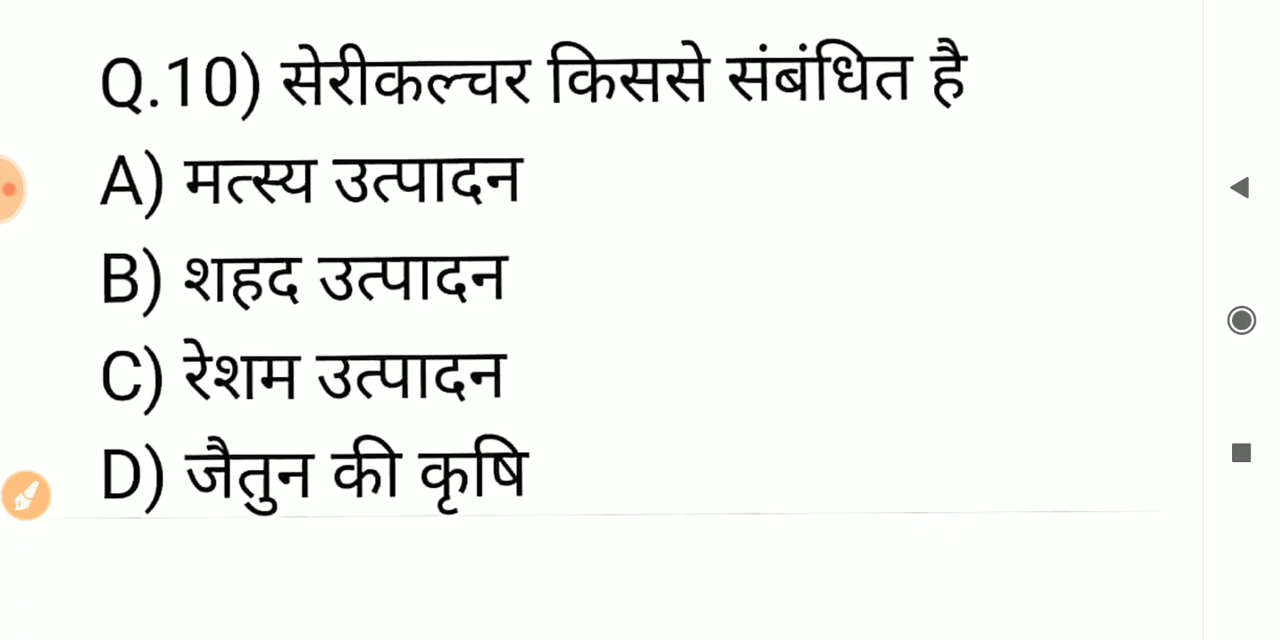 Q.10) सेरीकल्चर किससे संबंधित है
A) मत्स्य उत्पादन
B) शहद उत्पादन
C) रेशम उत्पादन
D) जैतुन की कृषि